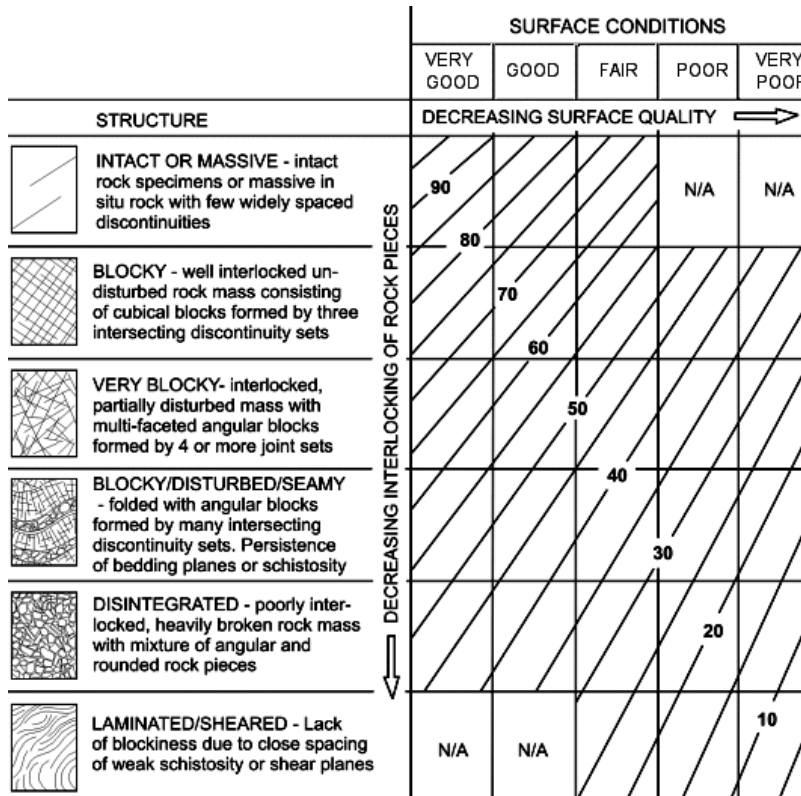 SURFACE CONDITIONS
VERY GOOD
GOOD
FAIR
POOR
VERY POOR
STRUCTURE
DECREASING SURFACE QUALITY
DECREASING INTERLOCKING OF ROCK PIECES
INTACT OR MASSIVE - intact
rock specimens or massive in
situ rock with few widely spaced
discontinuities
90
80
N/A
N/A
BLOCKY - well interlocked un-
disturbed rock mass consisting
of cubical blocks formed by three
intersecting discontinuity sets
70
60
VERY BLOCKY- interlocked,
partially disturbed mass with
multi-faceted angular blocks
formed by 4 or more joint sets
50
BLOCKY/DISTURBED/SEAMY
- folded with angular blocks
formed by many intersecting
discontinuity sets. Persistence
of bedding planes or schistosity
40
30
DISINTEGRATED - poorly inter-
locked, heavily broken rock mass
with mixture of angular and
rounded rock pieces
20
LAMINATED/SHEARED - Lack
of blockiness due to close spacing
of weak schistosity or shear planes
N/A
N/A
10